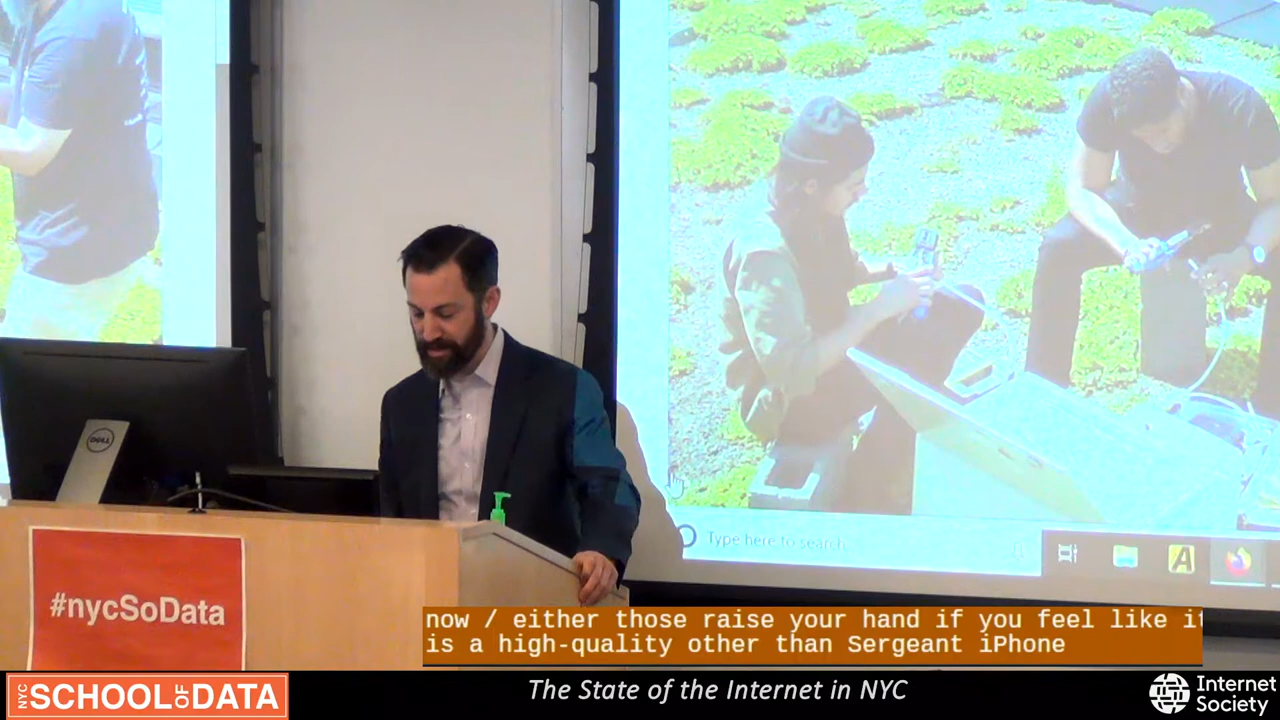 DELL
#nycSoData
Type here to search
now / either those raise your hand if you feel like it
is a high-quality other than Sergeant iPhone
NYC SCHOOL OF DATA
The State of the Internet in NYC
Internet
Society